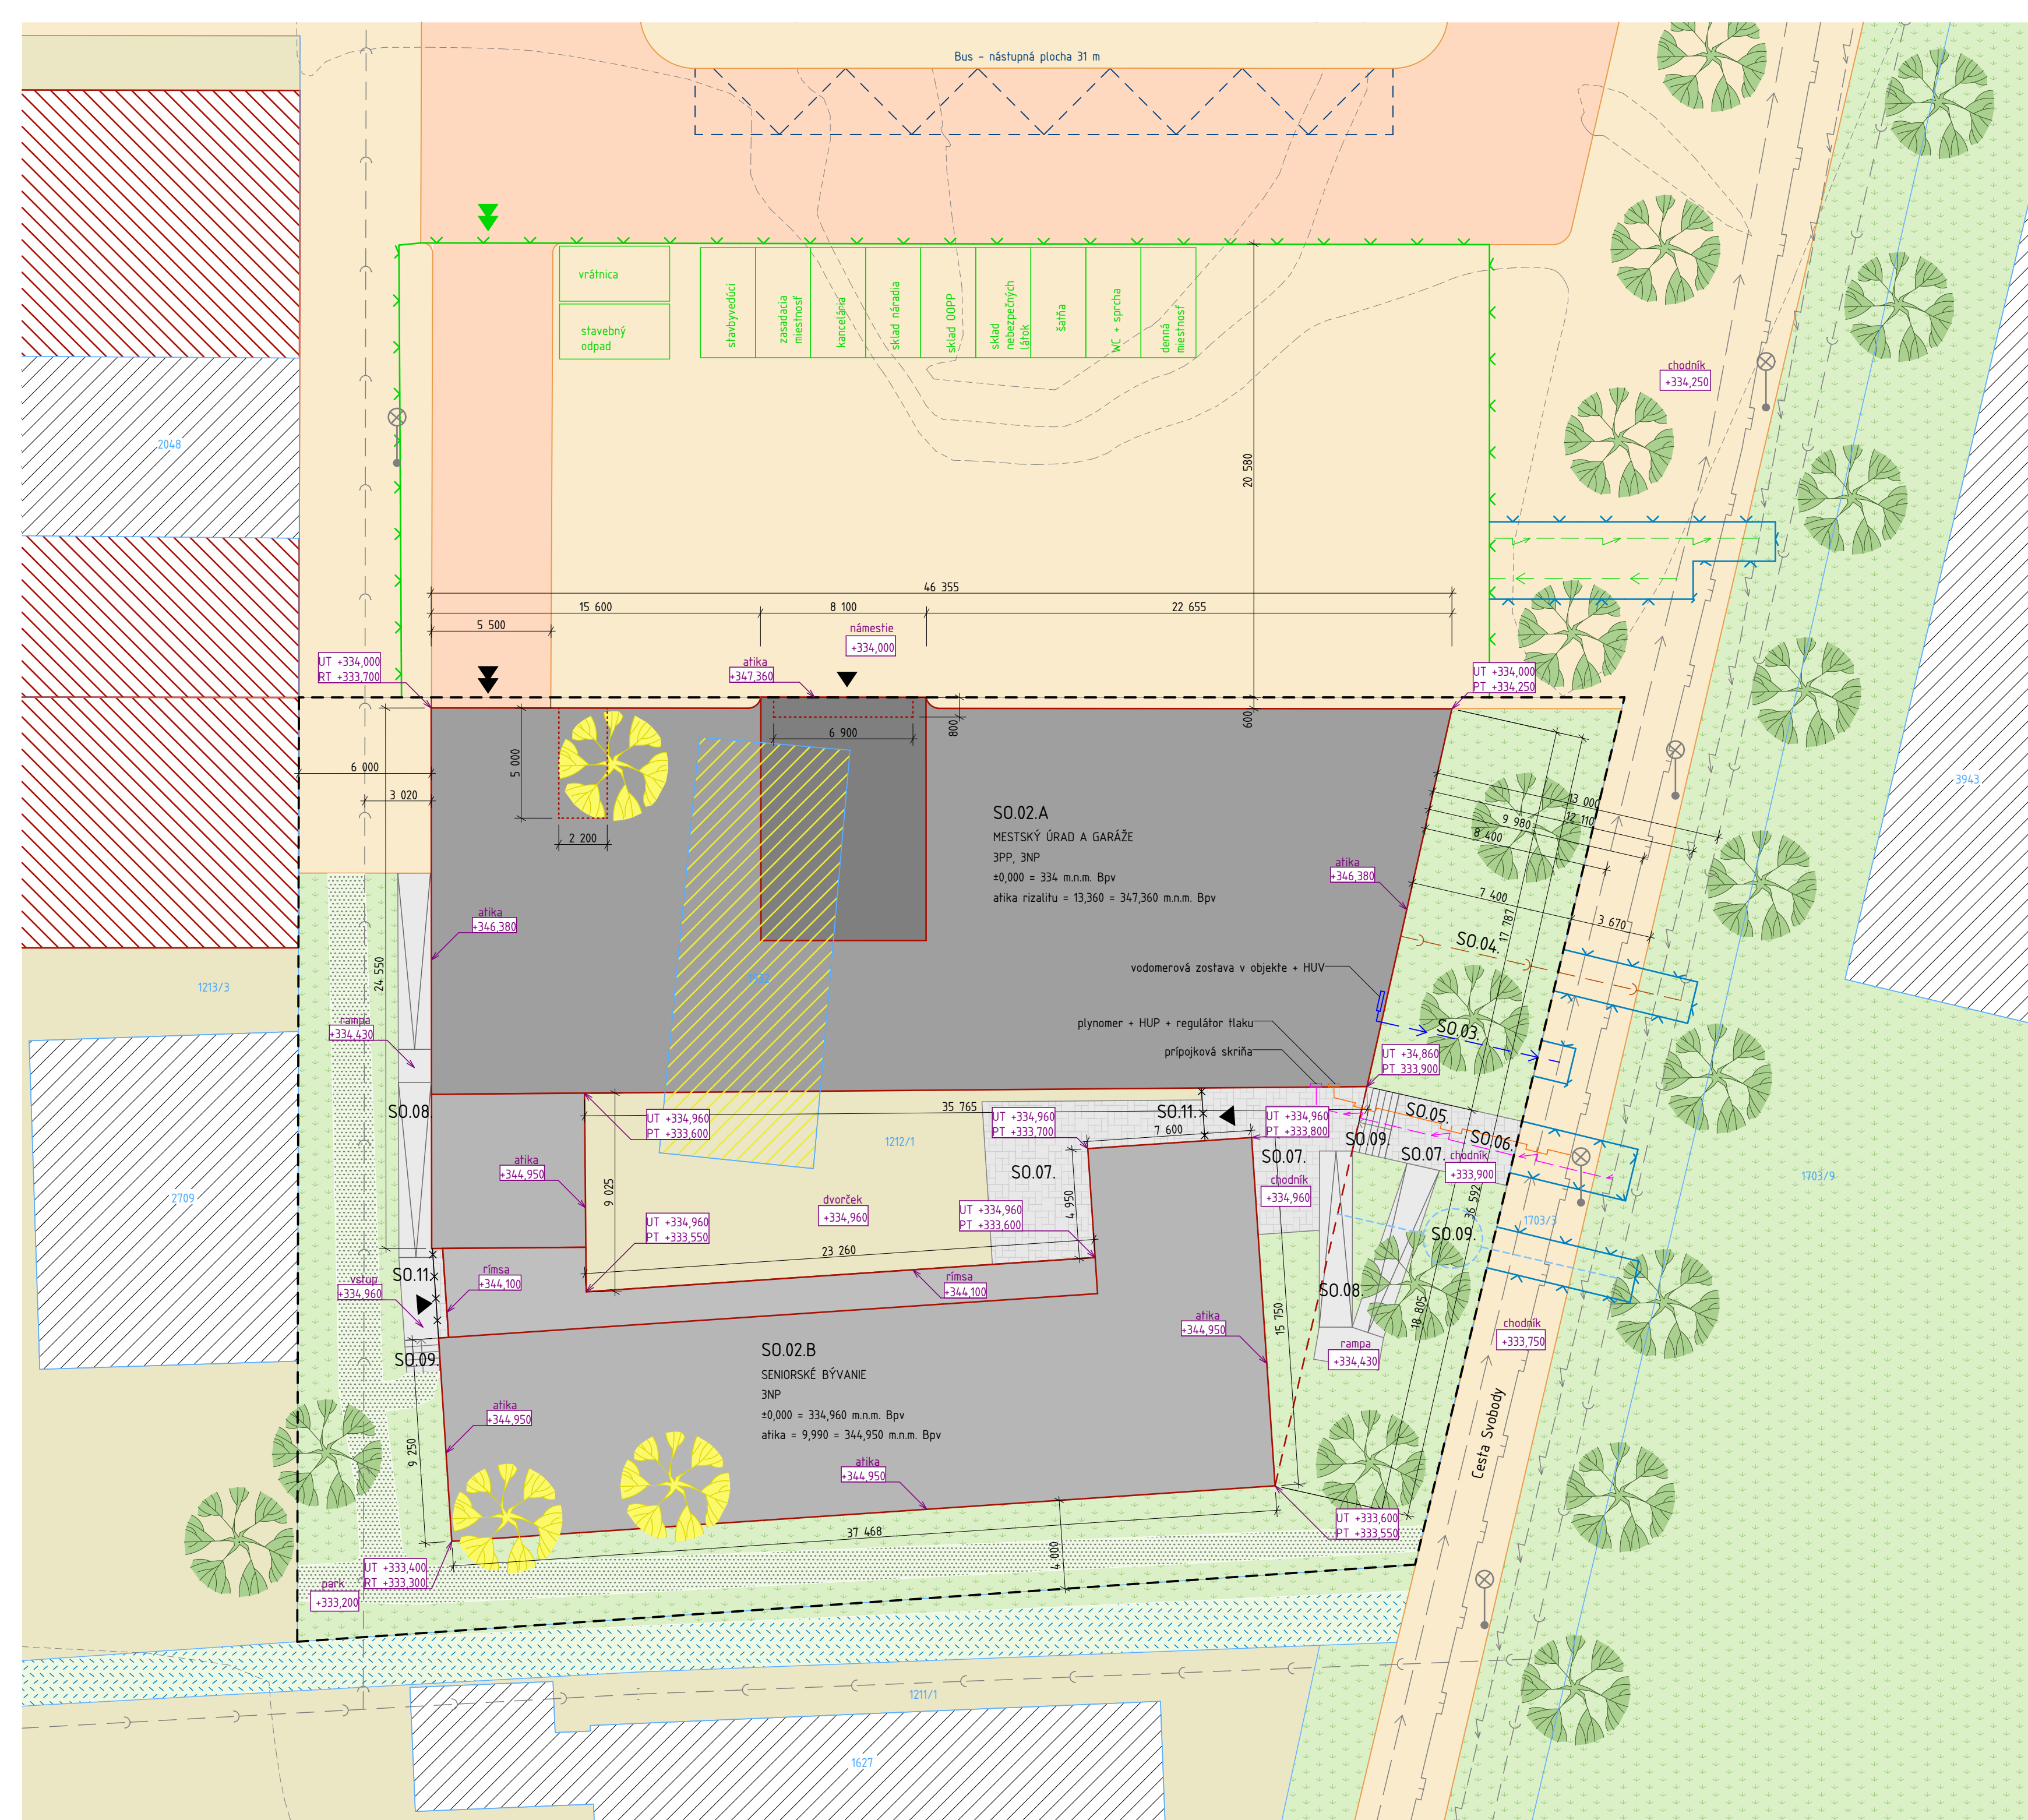 Bus - nástupná plocha 31 m
vrátnica
stavebný
odpad
stavbyvedúci
zasadacia
miestnosť
kancelária
sklad náradia
sklad OOPP
sklad
nebezpečných
látok
šatňa
WC + sprcha
denná
miestnosť
chodník
+334,250
2048
20 580
46 355
15 600
8 100
22 655
5 500
námestie
+334,000
UT +334,000
RT +333,700
atika
+347,360
UT +334,000
PT +334,250
600
800
6 900
5 000
2 200
6 000
3 020
3943
SO.02.A
MESTSKÝ ÚRAD A GARÁŽE
3PP, 3NP
±0,000 = 334 m.n.m. Bpv
atika rizalitu = 13,360 = 347,360 m.n.m. Bpv
13 000
12 110
9 980
8 400
atika
+346,380
7 400
3 670
17 787
atika
+346,380
24 550
SO.04.
vodomerová zostava v objekte + HUV
1213/3
plynomer + HUP + regulátor tlaku
SO.03.
prípojková skriňa
rampa
+334,430
UT +34,860
PT 333,900
SO.08
35 765
UT +334,960
PT +333,600
UT +334,960
PT +333,700
SO.11.
7 600
UT +334,960
PT +333,800
SO.05.
SO.06
SO.09.
SO.07.
SO.07.
SO.07.
chodník
+333,900
1212/1
atika
+344,950
9 025
dvorček
+334,960
4 950
chodník
+334,960
2709
1703/9
1703/3
36 592
UT +334,960
PT +333,550
UT +334,960
PT +333,600
23 260
SO.09.
SO.11
vstup
+334,960
rímsa
+344,100
rímsa
+344,100
SO.08.
18 805
15 750
atika
+344,950
chodník
+333,750
rampa
+334,430
SO.09.
SO.02.B
SENIORSKÉ BÝVANIE
3NP
±0,000 = 334,960 m.n.m. Bpv
atika = 9,990 = 344,950 m.n.m. Bpv
atika
+344,950
9 250
atika
+344,950
Cesta Svobody
37 468
4 000
UT +333,600
PT +333,550
UT +333,400
RT +333,300
park
+333,200
1211/1
1627